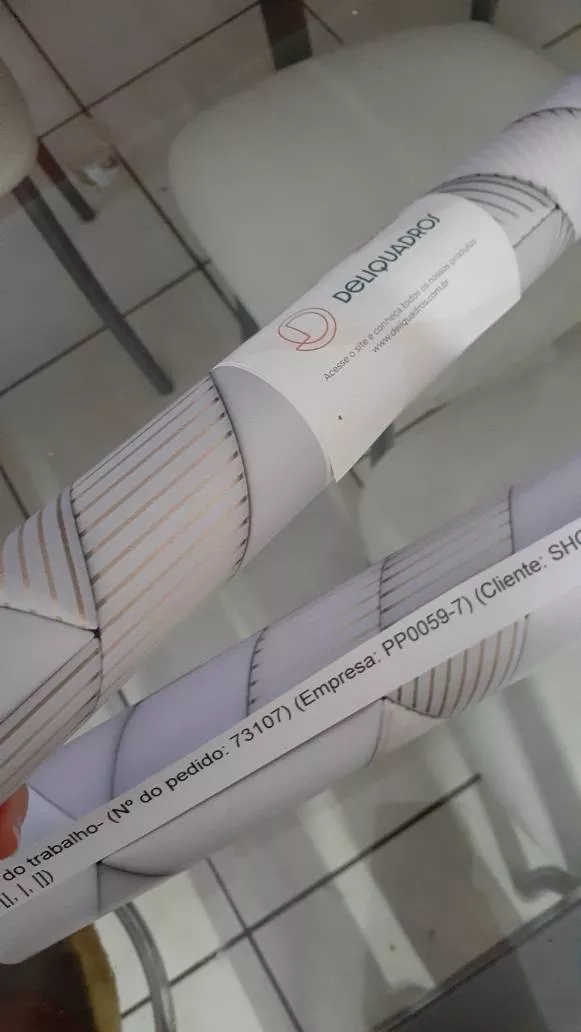 DELIQUADROS
Acesse o site e conheça todos os nossos produtos
www.deliquadros.com.br
do trabalho- (Nº do pedido: 73107) (Empresa: PP0059-7) (Cliente: SHO
[], [, ])